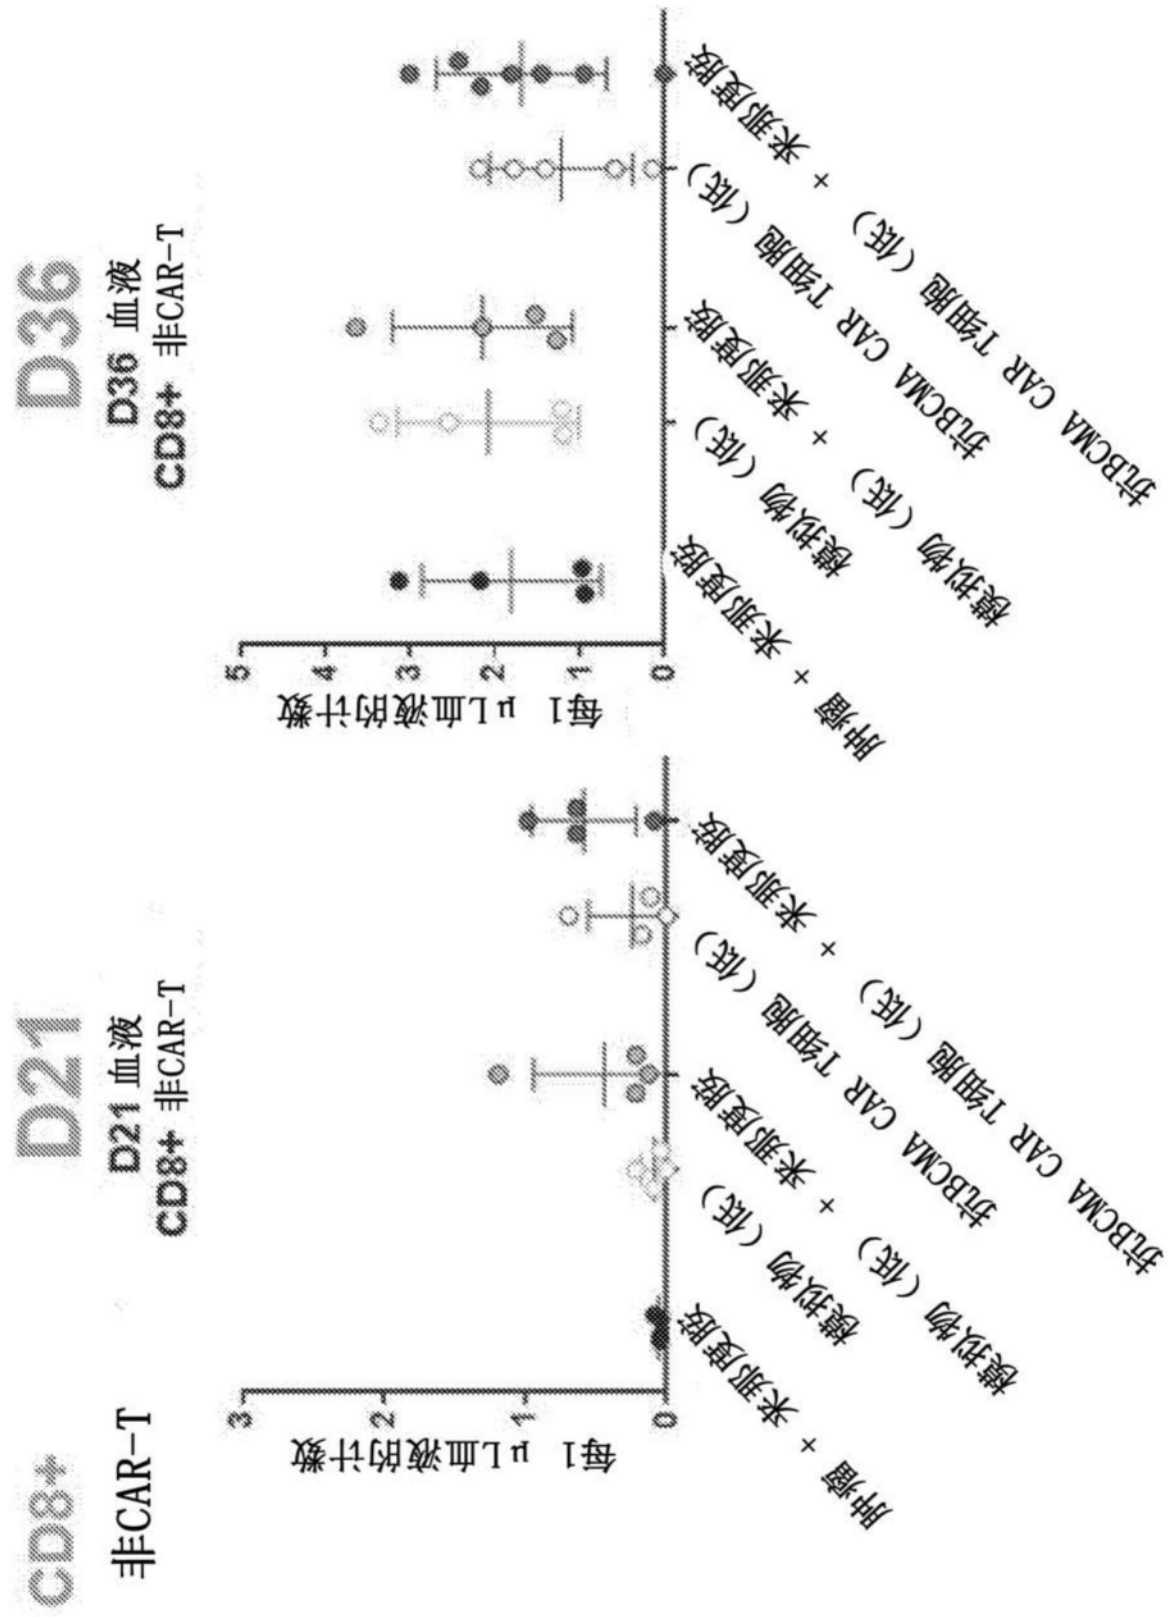 CD8+
非CAR-T
D21
D21 血液
CD8+ 非CAR-T
每1 μL血液的计数
3
2
1
0
肿瘤 + 来那度胺
模拟物（低）
模拟物（低） + 来那度胺
抗BCMA CAR T细胞（低）
抗BCMA CAR T细胞（低） + 来那度胺
D36
D36 血液
CD8+ 非CAR-T
每1 μL血液的计数
5
4
3
2
1
0
肿瘤 + 来那度胺
模拟物（低）
模拟物（低） + 来那度胺
抗BCMA CAR T细胞（低）
抗BCMA CAR T细胞（低） + 来那度胺